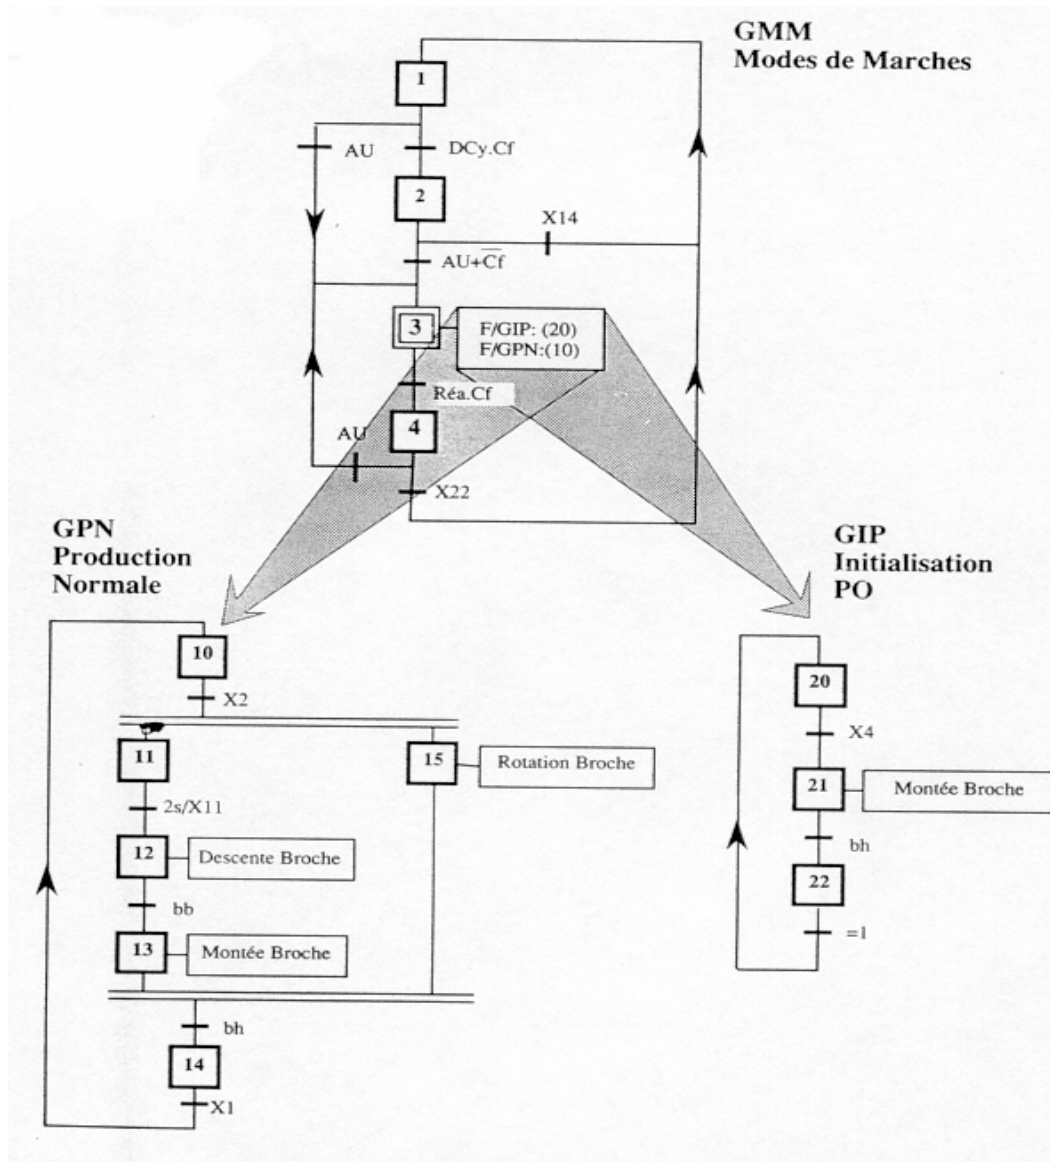 GMM
Modes de Marches
1
AU
DCy.Cf
2
X14
AU+C̅f̅
3
F/GIP: (20)
F/GPN:(10)
Réa.Cf
4
AU
X22
GPN
Production
Normale
10
X2
11
15
Rotation Broche
2s/X11
12
Descente Broche
bb
13
Montée Broche
bh
14
X1
GIP
Initialisation
PO
20
X4
21
Montée Broche
bh
22
=1